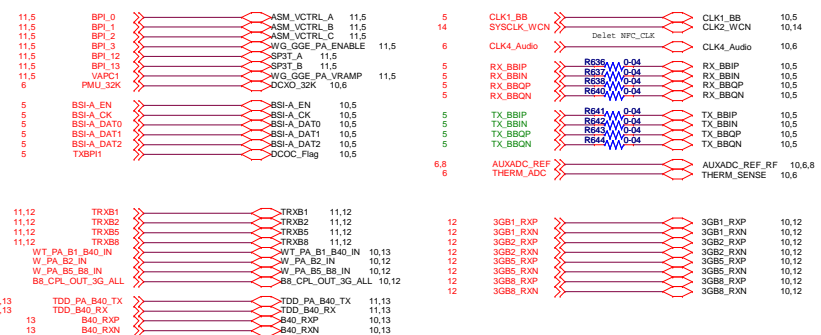 11,5 BPI_0 ASM_VCTRL_A 11,5
11,5 BPI_1 ASM_VCTRL_B 11,5
11,5 BPI_2 ASM_VCTRL_C 11,5
11,5 BPI_3 WG_GGE_PA_ENABLE 11,5
11,5 BPI_12 SP3T_A 11,5
11,5 BPI_13 SP3T_B 11,5
11,5 VAPC1 WG_GGE_PA_VRAMP 11,5
6 PMU_32K DCXO_32K 10,6
5 BSI-A_EN BSI-A_EN 10,5
5 BSI-A_CK BSI-A_CK 10,5
5 BSI-A_DAT0 BSI-A_DAT0 10,5
5 BSI-A_DAT1 BSI-A_DAT1 10,5
5 BSI-A_DAT2 BSI-A_DAT2 10,5
5 TXBPI1 DCOC_Flag 10,5
5 CLK1_BB CLK1_BB 10,5
14 SYSCLK_WCN CLK2_WCN 10,14
Delet NFC_CLK
6 CLK4_Audio CLK4_Audio 10,6
5 RX_BBIP R636 0-04 RX_BBIP 10,5
5 RX_BBIN R637 0-04 RX_BBIN 10,5
5 RX_BBQP R638 0-04 RX_BBQP 10,5
5 RX_BBQN R640 0-04 RX_BBQN 10,5
5 TX_BBIP R641 0-04 TX_BBIP 10,5
5 TX_BBIN R642 0-04 TX_BBIN 10,5
5 TX_BBQP R643 0-04 TX_BBQP 10,5
5 TX_BBQN R644 0-04 TX_BBQN 10,5
6,8 AUXADC_REF AUXADC_REF_RF 10,6,8
6 THERM_ADC THERM_SENSE 10,6
11,12 TRXB1 TRXB1 11,12
11,12 TRXB2 TRXB2 11,12
11,12 TRXB5 TRXB5 11,12
11,12 TRXB8 TRXB8 11,12
WT_PA_B1_B40_IN WT_PA_B1_B40_IN 10,13
W_PA_B2_IN W_PA_B2_IN 10,12
W_PA_B5_B8_IN W_PA_B5_B8_IN 10,12
B8_CPL_OUT_3G_ALL B8_CPL_OUT_3G_ALL 10,12
,13 TDD_PA_B40_TX TDD_PA_B40_TX 11,13
,13 TDD_B40_RX TDD_B40_RX 11,13
13 B40_RXP B40_RXP 10,13
13 B40_RXN B40_RXN 10,13
12 3GB1_RXP 3GB1_RXP 10,12
12 3GB1_RXN 3GB1_RXN 10,12
12 3GB2_RXP 3GB2_RXP 10,12
12 3GB2_RXN 3GB2_RXN 10,12
12 3GB5_RXP 3GB5_RXP 10,12
12 3GB5_RXN 3GB5_RXN 10,12
12 3GB8_RXP 3GB8_RXP 10,12
12 3GB8_RXN 3GB8_RXN 10,12